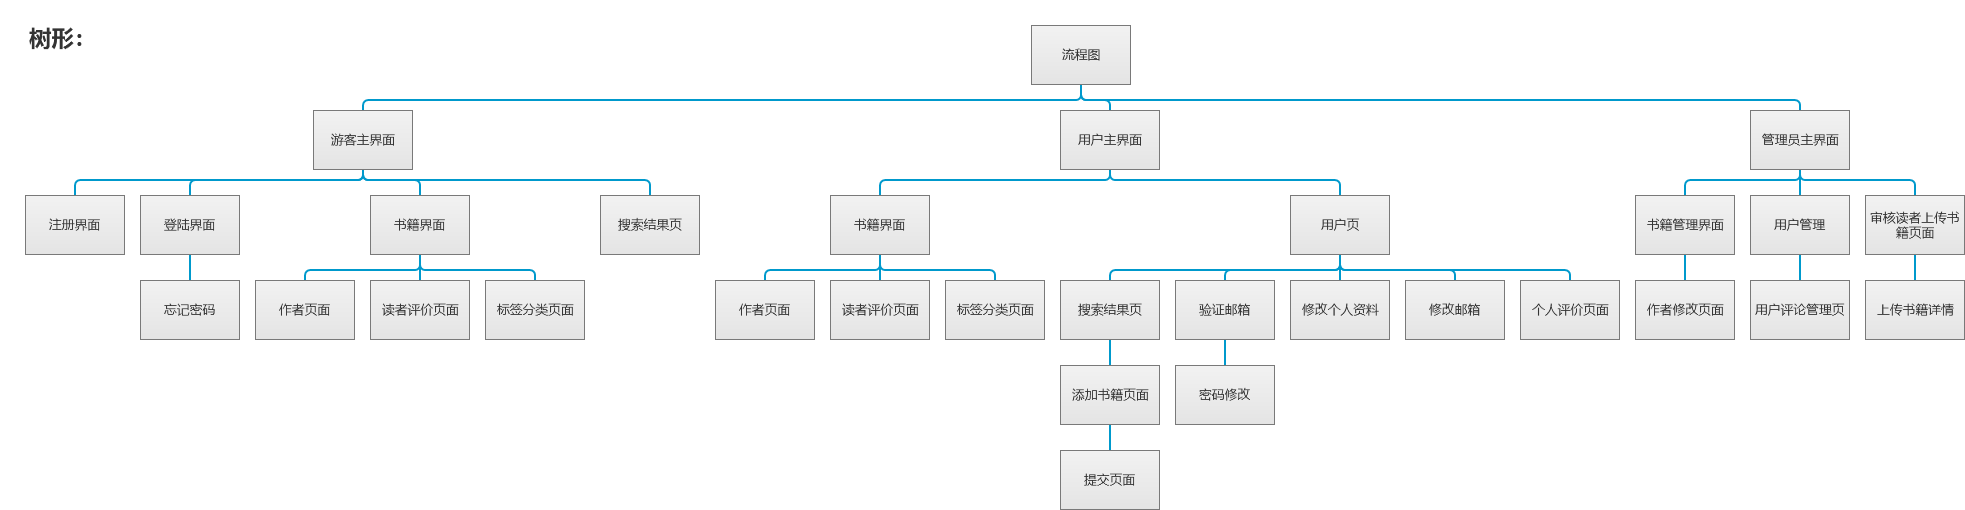 树形：
流程图
游客主界面
用户主界面
管理员主界面
注册界面
登陆界面
书籍界面
搜索结果页
书籍界面
用户页
书籍管理界面
用户管理
审核读者上传书
籍页面
忘记密码
作者页面
读者评价页面
标签分类页面
作者页面
读者评价页面
标签分类页面
搜索结果页
验证邮箱
修改个人资料
修改邮箱
个人评价页面
作者修改页面
用户评论管理页
上传书籍详情
添加书籍页面
密码修改
提交页面